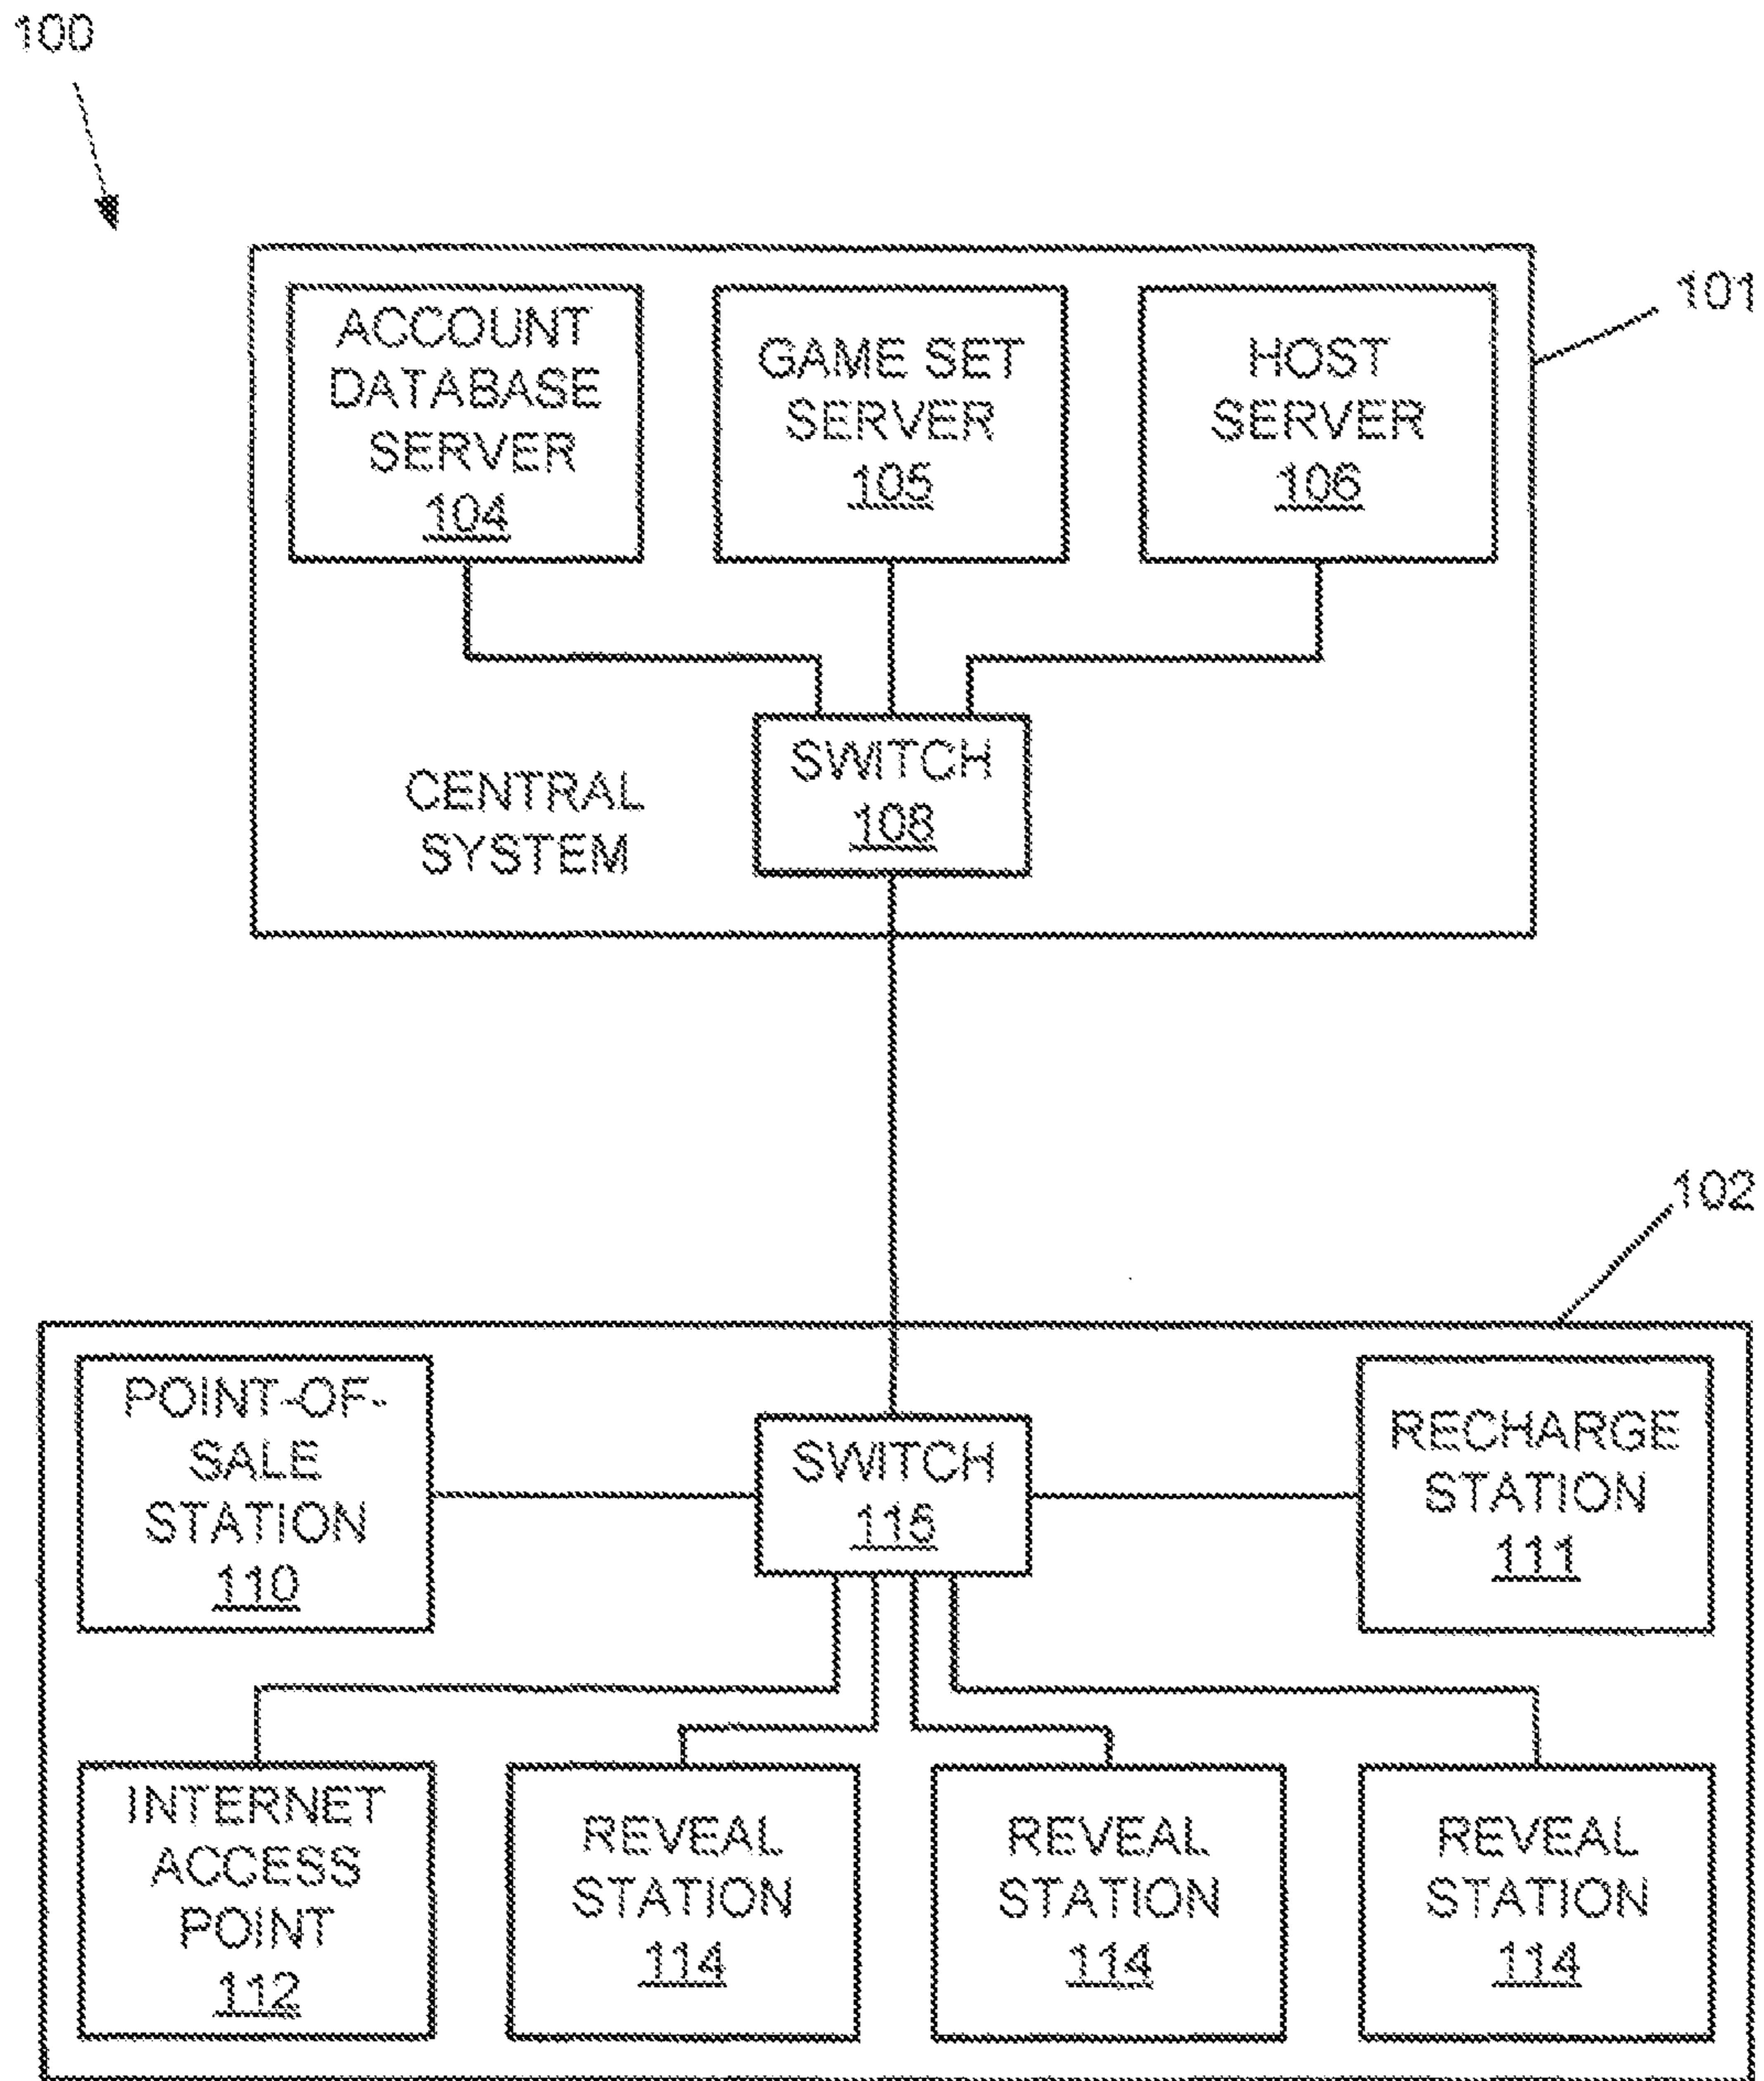 100
101
ACCOUNT
DATABASE
SERVER
104
GAME SET
SERVER
105
HOST
SERVER
106
SWITCH
108
CENTRAL
SYSTEM
102
POINT-OF-
SALE
STATION
110
SWITCH
115
RECHARGE
STATION
111
INTERNET
ACCESS
POINT
112
REVEAL
STATION
114
REVEAL
STATION
114
REVEAL
STATION
114